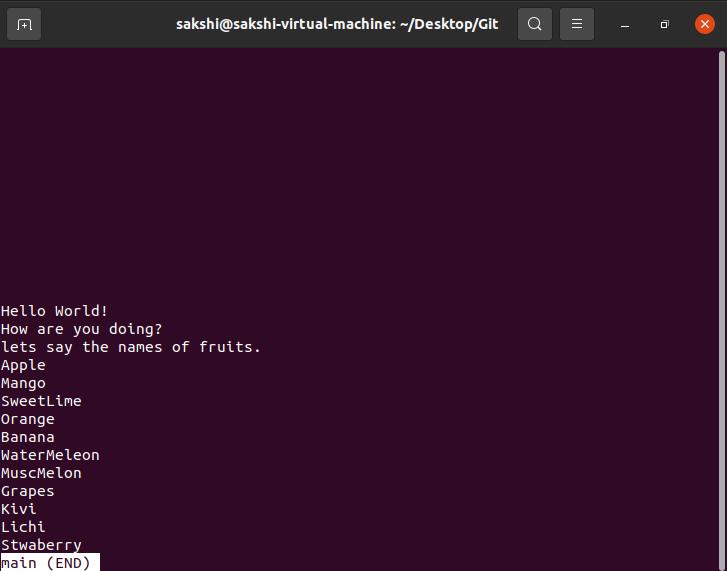 sakshi@sakshi-virtual-machine: ~/Desktop/Git
Hello World!
How are you doing?
lets say the names of fruits.
Apple
Mango
SweetLime
Orange
Banana
WaterMeleon
MuscMelon
Grapes
Kivi
Lichi
Stwaberry
main (END)